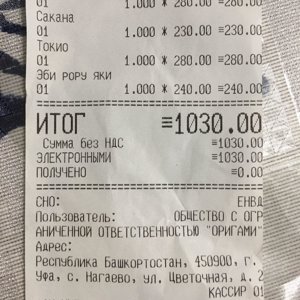 01 1.000 * 280.00 =280.00
Сакана
01 1.000 * 230.00 =230.00
Токио
01 1.000 * 280.00 =280.00
Эби рору яки
01 1.000 * 240.00 =240.00
ИТОГ =1030.00
Сумма без НДС =1030.00
ЭЛЕКТРОННЫМИ =1030.00
ПОЛУЧЕНО =0.00
СНО: ЕНВД
Пользователь: ОБЩЕСТВО С ОГР
АНИЧЕННОЙ ОТВЕТСТВЕННОСТЬЮ "ОРИГАМИ"
Адрес:
Республика Башкортостан, 450900, г.
Уфа, с. Нагаево, ул. Цветочная, д. 2
КАССИР 01